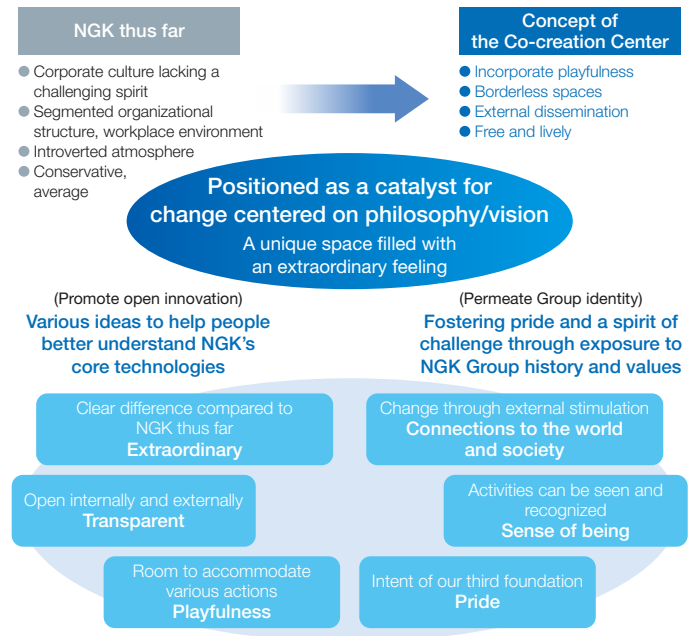 NGK thus far
● Corporate culture lacking a
challenging spirit
● Segmented organizational
structure, workplace environment
● Introverted atmosphere
● Conservative,
average
Concept of
the Co-creation Center
● Incorporate playfulness
● Borderless spaces
● External dissemination
● Free and lively
Positioned as a catalyst for
change centered on philosophy/vision
A unique space filled with
an extraordinary feeling
(Promote open innovation)
Various ideas to help people
better understand NGK's
core technologies
(Permeate Group identity)
Fostering pride and a spirit of
challenge through exposure to
NGK Group history and values
Clear difference compared to
NGK thus far
Extraordinary
Change through external stimulation
Connections to the world
and society
Open internally and externally
Transparent
Activities can be seen and
recognized
Sense of being
Room to accommodate
various actions
Playfulness
Intent of our third foundation
Pride